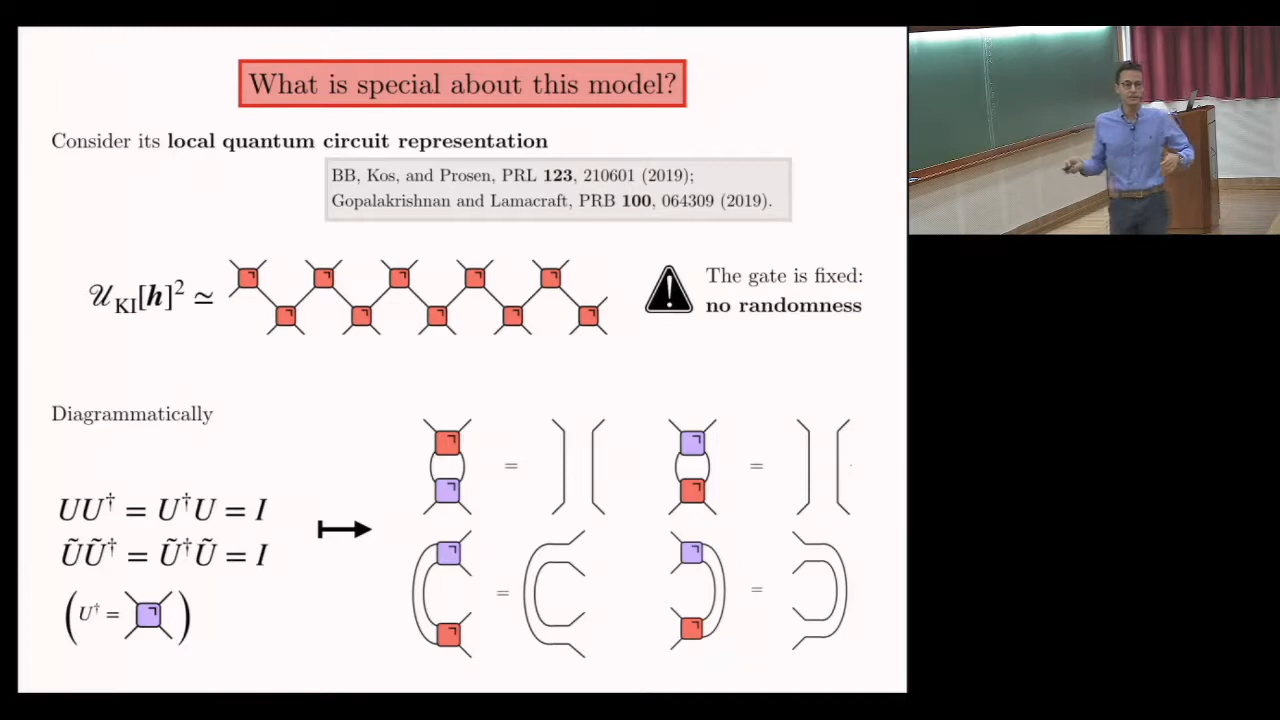 What is special about this model?
Consider its local quantum circuit representation
BB, Kos, and Prosen, PRL 123, 210601 (2019);
Gopalakrishnan and Lamacraft, PRB 100, 064309 (2019).
𝒰_KI[h]² ≃
The gate is fixed:
no randomness
Diagrammatically
UU† = U†U = I
ŨŨ† = Ũ†Ũ = I
(U† = )
=
=
=
=